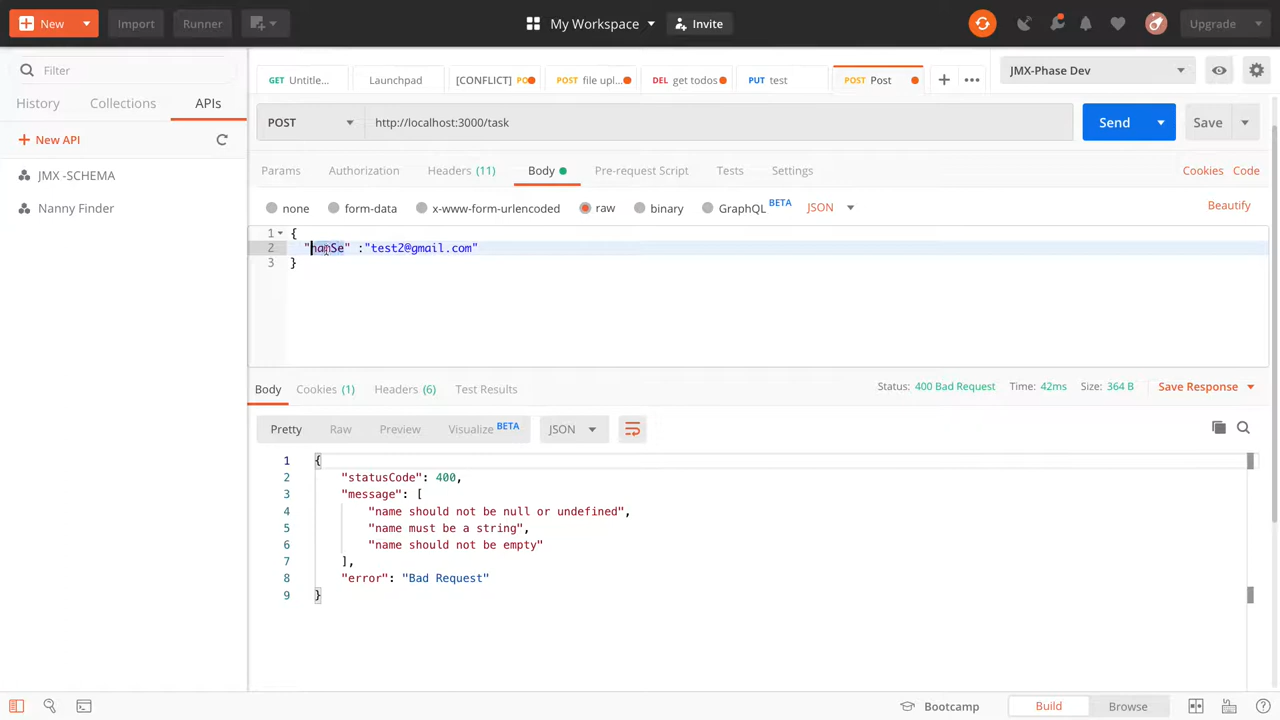 New
Import
Runner
My Workspace
Invite
Upgrade
Filter
History
Collections
APIs
New API
JMX -SCHEMA
Nanny Finder
GET Untitle...
Launchpad
[CONFLICT] PO
POST file upl...
DEL get todos
PUT test
POST Post
JMX-Phase Dev
POST
http://localhost:3000/task
Send
Save
Params
Authorization
Headers (11)
Body
Pre-request Script
Tests
Settings
Cookies
Code
none
form-data
x-www-form-urlencoded
raw
binary
GraphQL BETA
JSON
Beautify
1 {
2 "hanSe" :"test2@gmail.com"
3 }
Body
Cookies (1)
Headers (6)
Test Results
Status: 400 Bad Request
Time: 42ms
Size: 364 B
Save Response
Pretty
Raw
Preview
Visualize BETA
JSON
1 {
2 "statusCode": 400,
3 "message": [
4 "name should not be null or undefined",
5 "name must be a string",
6 "name should not be empty"
7 ],
8 "error": "Bad Request"
9 }
Bootcamp
Build
Browse